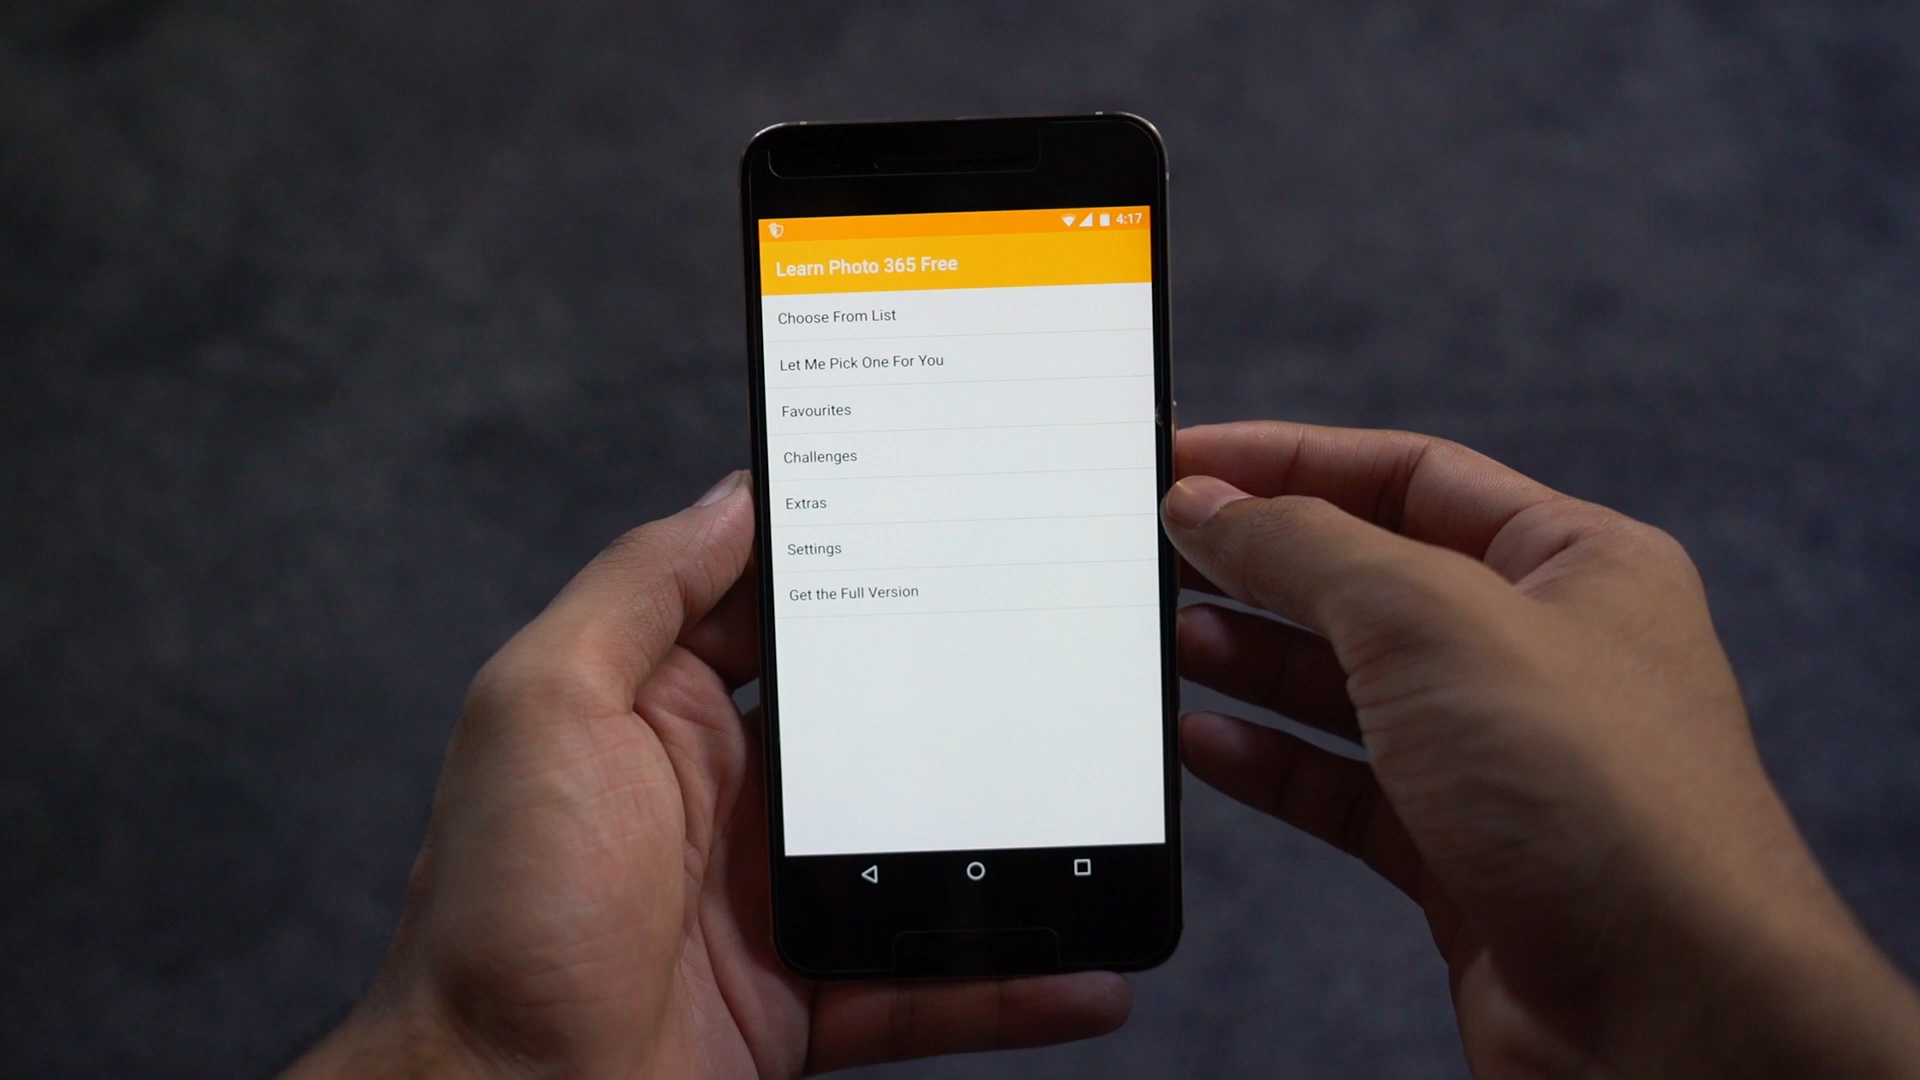 4:17
Learn Photo 365 Free
Choose From List
Let Me Pick One For You
Favourites
Challenges
Extras
Settings
Get the Full Version